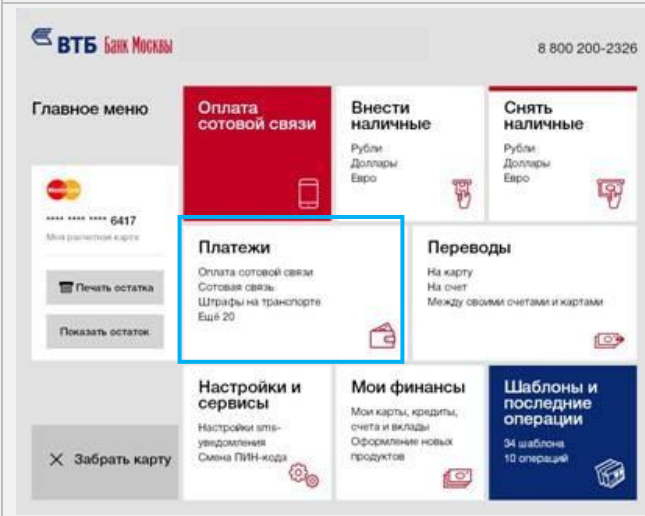 ВТБ Банк Москвы
8 800 200-2326
Главное меню
**** **** **** 6417
Моя расчетная карта
Печать остатка
Показать остаток
Забрать карту
Оплата
сотовой связи
Внести
наличные
Рубли
Доллары
Евро
Снять
наличные
Рубли
Доллары
Евро
Платежи
Оплата сотовой связи
Сотовая связь
Штрафы на транспорте
Ещё 20
Переводы
На карту
На счет
Между своими счетами и картами
Настройки и
сервисы
Настройки sms-
уведомления
Смена ПИН-кода
Мои финансы
Мои карты, кредиты,
счета и вклады
Оформление новых
продуктов
Шаблоны и
последние
операции
34 шаблона
10 операций